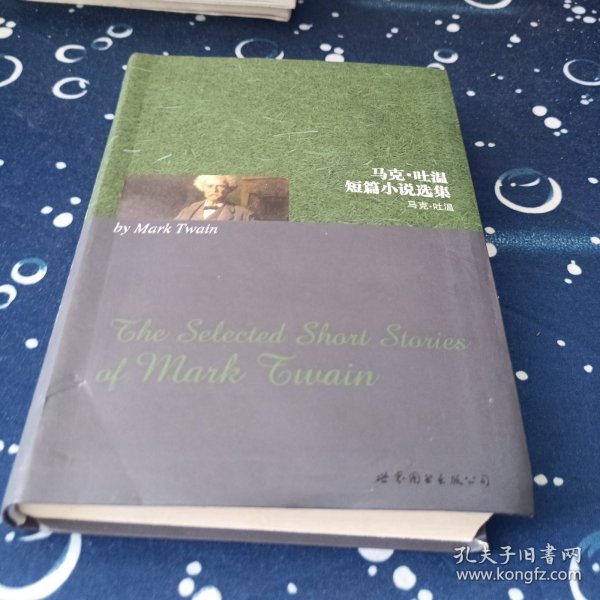 马克·吐温
短篇小说选集
马克·吐温
by Mark Twain
The Selected Short Stories
of Mark Twain
世界图书出版公司
孔夫子旧书网
www.kongfz.com